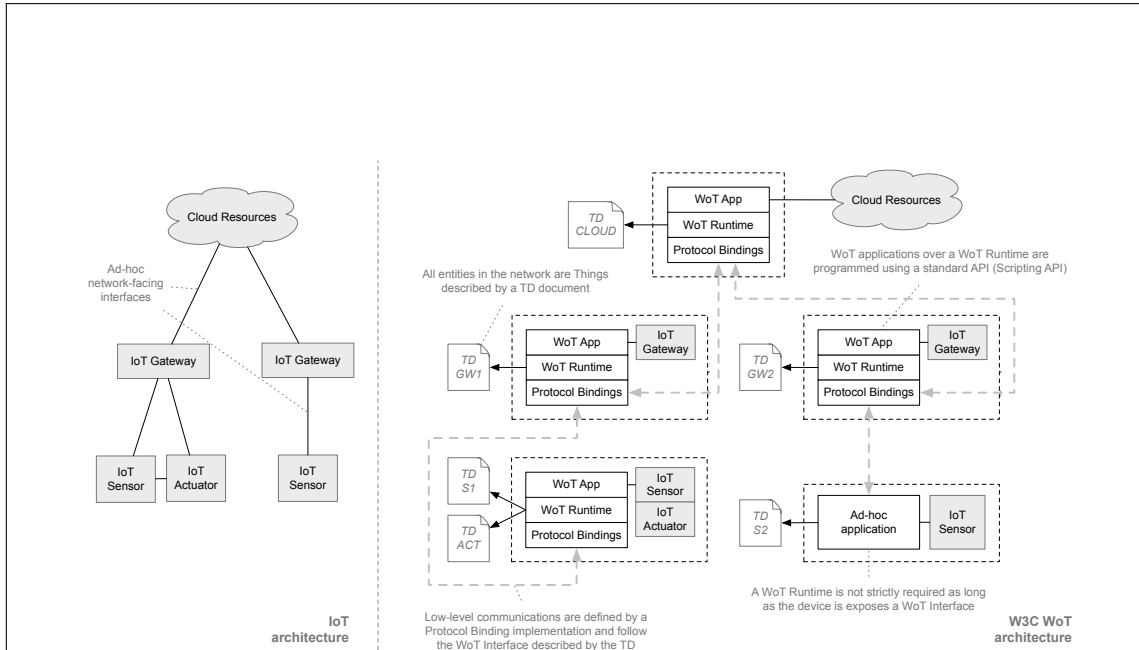 Cloud Resources
Ad-hoc
network-facing
interfaces
IoT Gateway
IoT Gateway
IoT
Sensor
IoT
Actuator
IoT
Sensor
IoT
architecture
WoT App
WoT Runtime
Protocol Bindings
TD
CLOUD
Cloud Resources
All entities in the network are Things
described by a TD document
WoT applications over a WoT Runtime are
programmed using a standard API (Scripting API)
TD
GW1
WoT App
WoT Runtime
Protocol Bindings
IoT
Gateway
TD
GW2
WoT App
WoT Runtime
Protocol Bindings
IoT
Gateway
TD
S1
TD
ACT
WoT App
WoT Runtime
Protocol Bindings
IoT
Sensor
IoT
Actuator
TD
S2
Ad-hoc
application
IoT
Sensor
A WoT Runtime is not strictly required as long
as the device is exposes a WoT Interface
Low-level communications are defined by a
Protocol Binding implementation and follow
the WoT Interface described by the TD
W3C WoT
architecture